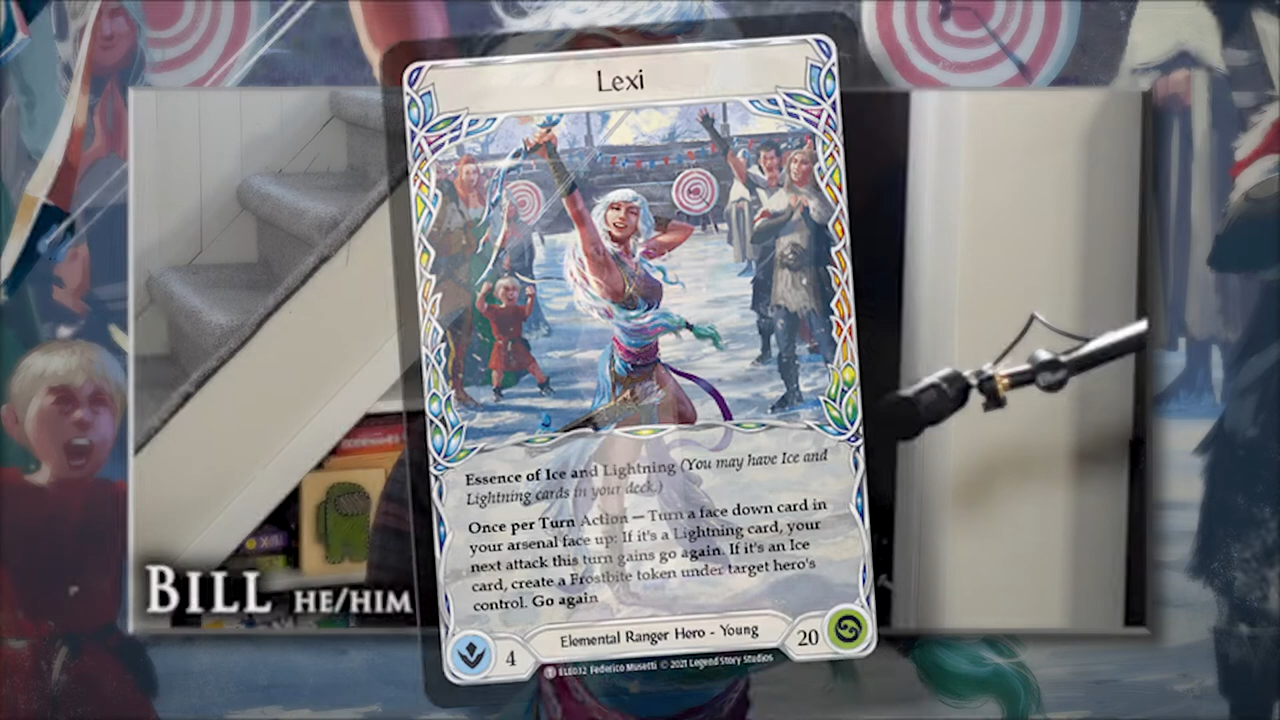 Lexi
Essence of Ice and Lightning (You may have Ice and
Lightning cards in your deck.)
Once per Turn Action — Turn a face down card in
your arsenal face up: If it's a Lightning card, your
next attack this turn gains go again. If it's an Ice
card, create a Frostbite token under target hero's
control. Go again
4
Elemental Ranger Hero - Young
20
ELE032 Federico Musetti © 2021 Legend Story Studios
BILL HE/HIM